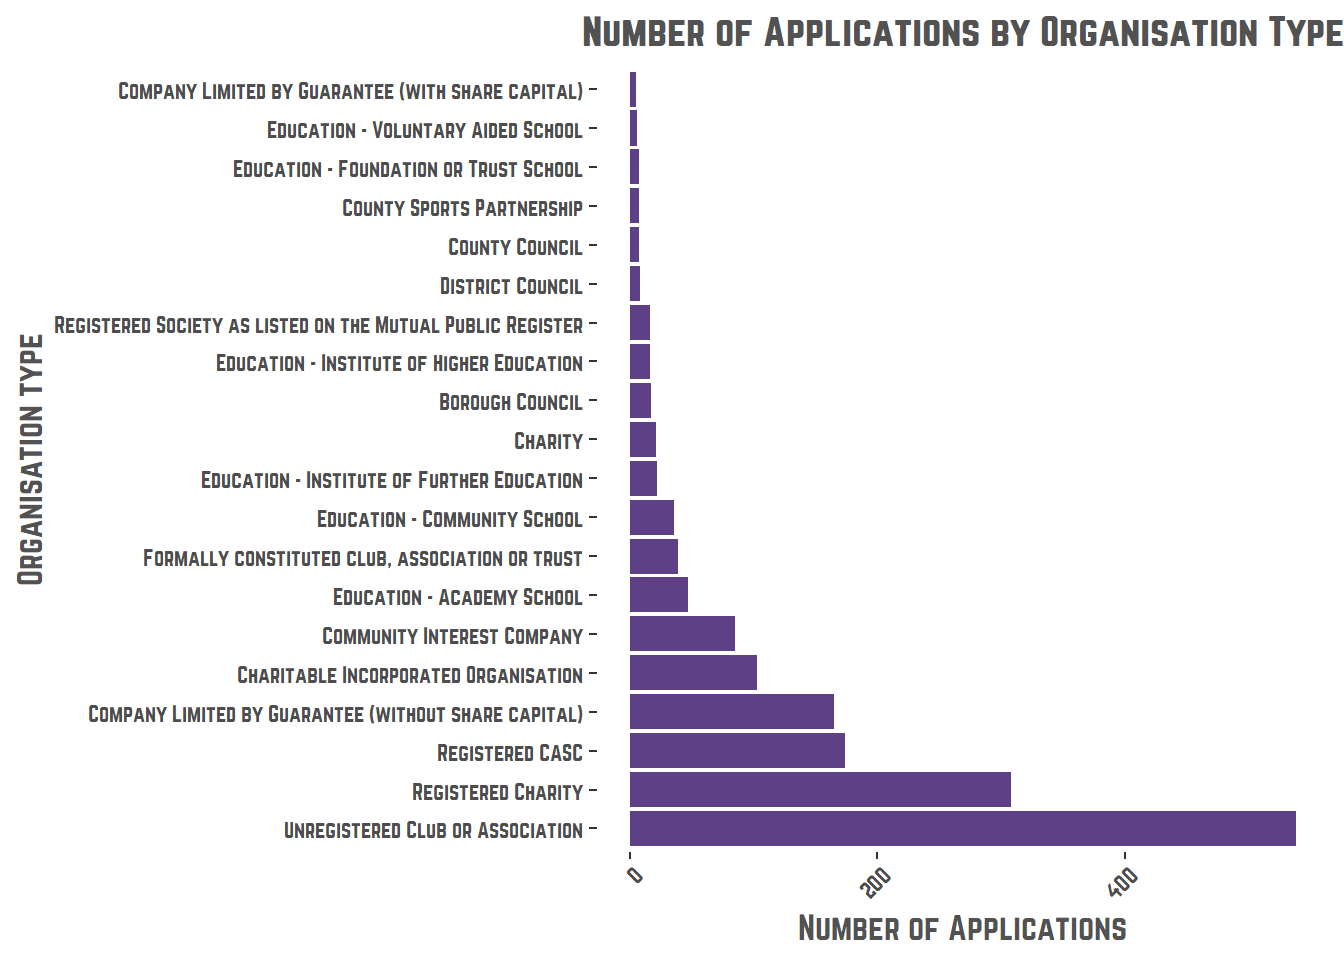 Number of Applications by Organisation Type
Company Limited by Guarantee (with share capital)
Education - Voluntary Aided School
Education - Foundation or Trust School
County Sports Partnership
County Council
District Council
Registered Society as listed on the Mutual Public Register
Education - Institute of Higher Education
Borough Council
Charity
Education - Institute of Further Education
Education - Community School
Formally constituted club, association or trust
Education - Academy School
Community Interest Company
Charitable Incorporated Organisation
Company Limited by Guarantee (without share capital)
Registered CASC
Registered Charity
Unregistered Club or Association
Organisation type
0
200
400
Number of Applications